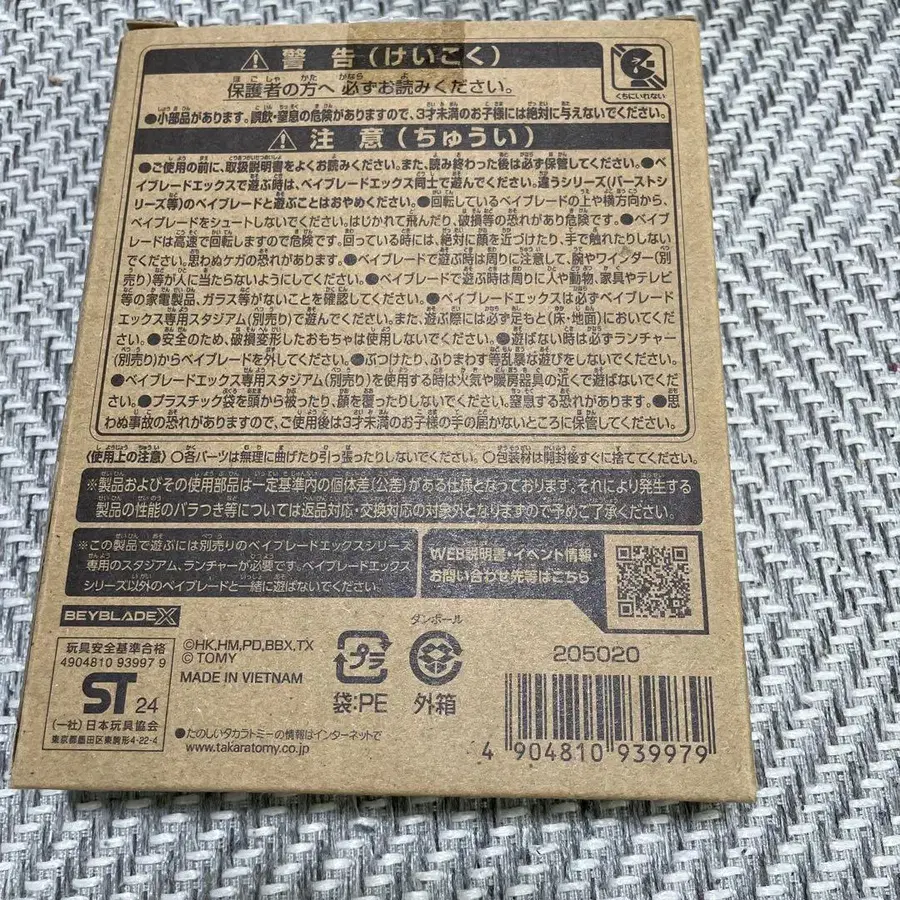 警告(けいこく)
くちにいれない
保護者の方へ 必ずお読みください。
●小部品があります。誤飲・窒息の危険がありますので、3才未満のお子様には絶対に与えないでください。
注意(ちゅうい)
●ご使用の前に、取扱説明書をよくお読みください。また、読み終わった後は必ず保管してください。●ベ
イブレードエックスで遊ぶ時は、ベイブレードエックス同士で遊んでください。違うシリーズ(バーストシ
リーズ等)のベイブレードと遊ぶことはおやめください。●回転しているベイブレードの上や横方向から、
ベイブレードをシュートしないでください。はじかれて飛んだり、破損等の恐れがあり危険です。●ベイブ
レードは高速で回転しますので危険です。回っている時には、絶対に顔を近づけたり、手で触れたりしない
でください。思わぬケガの恐れがあります。●ベイブレードで遊ぶ時は周りに注意して、腕やワインダー(別
売り)等が人に当たらないようにしてください。●ベイブレードで遊ぶ時は周りに人や動物、家具やテレビ
等の家電製品、ガラス等がないことを確認してください。●ベイブレードエックスは必ずベイブレード
エックス専用スタジアム(別売り)で遊んでください。また、遊ぶ際には必ず足もと(床・地面)においてくだ
さい。●安全のため、破損変形したおもちゃは使用しないでください。●遊ばない時は必ずランチャー
(別売り)からベイブレードを外してください。●ぶつけたり、ふりまわす等乱暴な遊びをしないでください。
●ベイブレードエックス専用スタジアム(別売り)を使用する時は火気や暖房器具の近くで遊ばないでくださ
い。●プラスチック袋を頭から被ったり、顔を覆ったりしないでください。窒息する恐れがあります。●思
わぬ事故の恐れがありますので、ご使用後は3才未満のお子様の手の届かないところに保管してください。
〈使用上の注意〉○各パーツは無理に曲げたり引っ張ったりしないでください。○包装材は開封後すぐに捨ててください。
※製品およびその使用部品は一定基準内の個体差(公差)がある仕様となっております。それにより発生する
製品の性能のバラつき等については返品対応・交換対応の対象外となりますので予めご了承ください。
※この製品で遊ぶには別売りのベイブレードエックスシリーズ
専用のスタジアム、ランチャーが必要です。ベイブレードエックス
シリーズ以外のベイブレードと一緒に遊ばないでください。
WEB説明書・イベント情報・
お問い合わせ先等はこちら
BEYBLADE X
玩具安全基準合格
4904810 93997 9
ST 24
(一社)日本玩具協会
東京都墨田区東駒形4-22-4
©HK,HM,PD,BBX,TX
© TOMY
MADE IN VIETNAM
プラ
袋:PE
ダンボール
外箱
205020
●たのしいタカラトミーの情報はインターネットで
www.takaratomy.co.jp
4 904810 939979